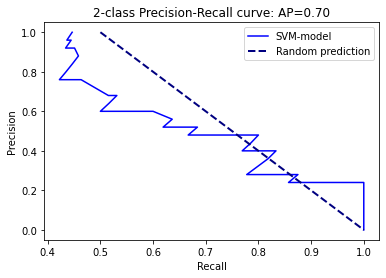 2-class Precision-Recall curve: AP=0.70
SVM-model
Random prediction
Precision
1.0
0.8
0.6
0.4
0.2
0.0
0.4 0.5 0.6 0.7 0.8 0.9 1.0
Recall